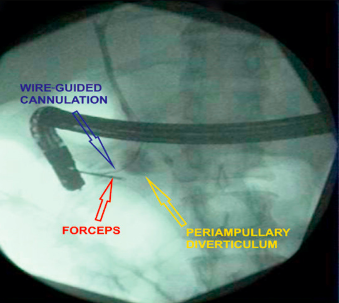 WIRE-GUIDED
CANNULATION
FORCEPS
PERIAMPULLARY
DIVERTICULUM